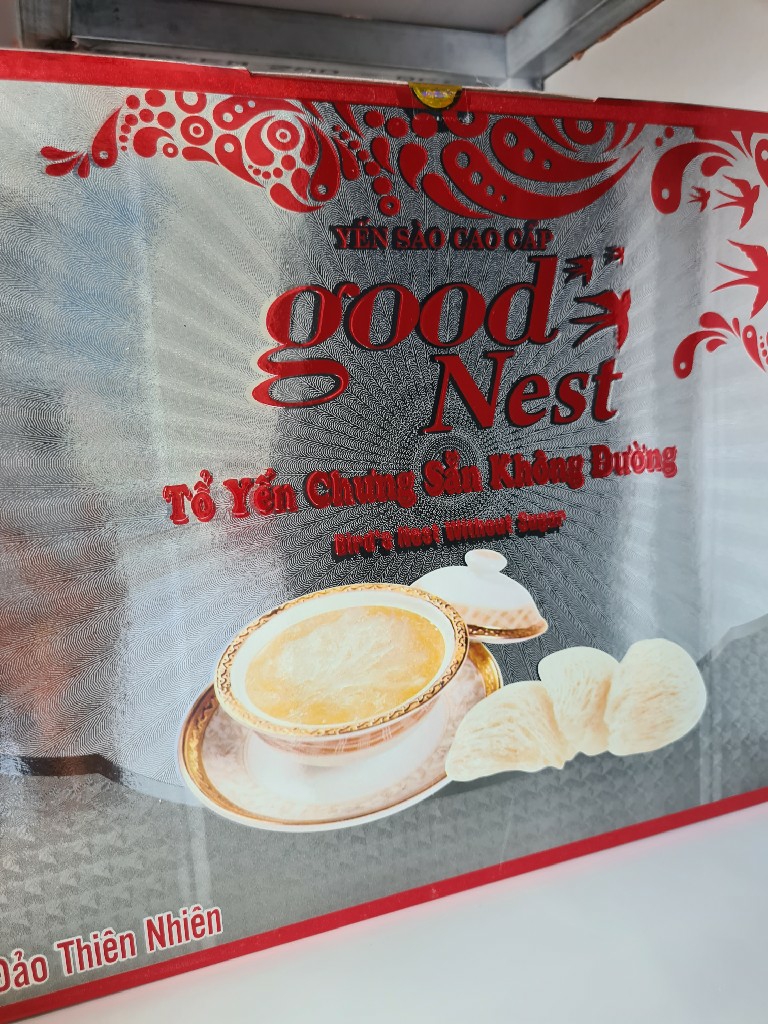 YẾN SÀO CAO CẤP
good
Nest
Tổ Yến Chưng Sẵn Không Đường
Bird's Nest Without Sugar
Đảo Thiên Nhiên